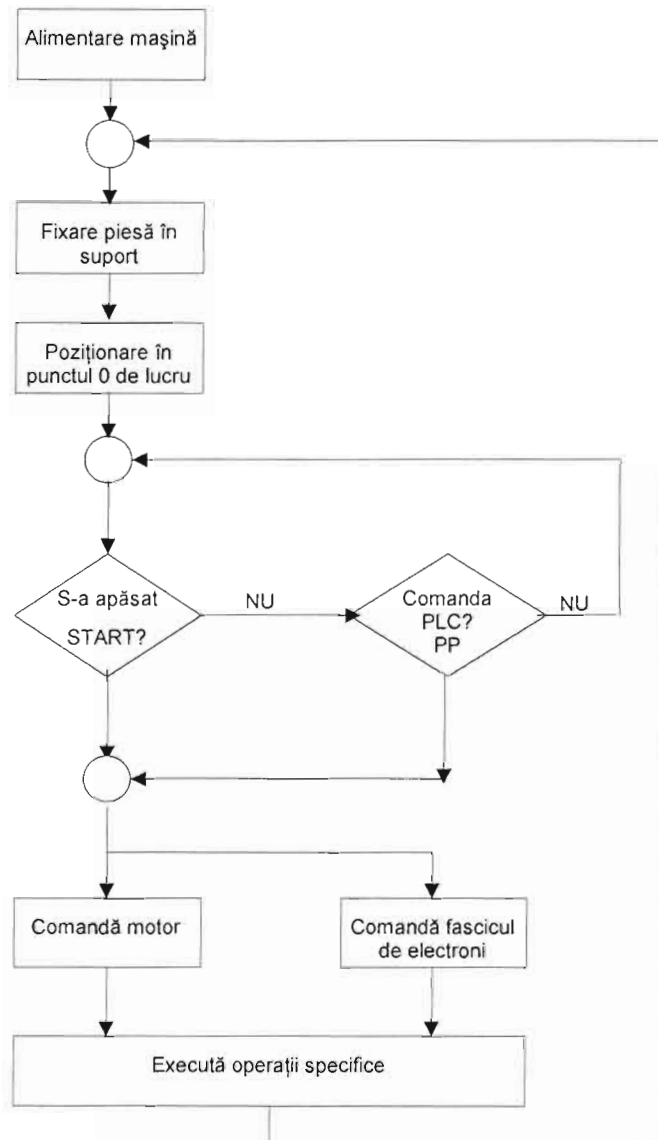 Alimentare maşină
Fixare piesă în
suport
Poziţionare în
punctul 0 de lucru
S-a apăsat
START?
NU
Comanda
PLC?
PP
NU
Comandă motor
Comandă fascicul
de electroni
Execută operaţii specifice